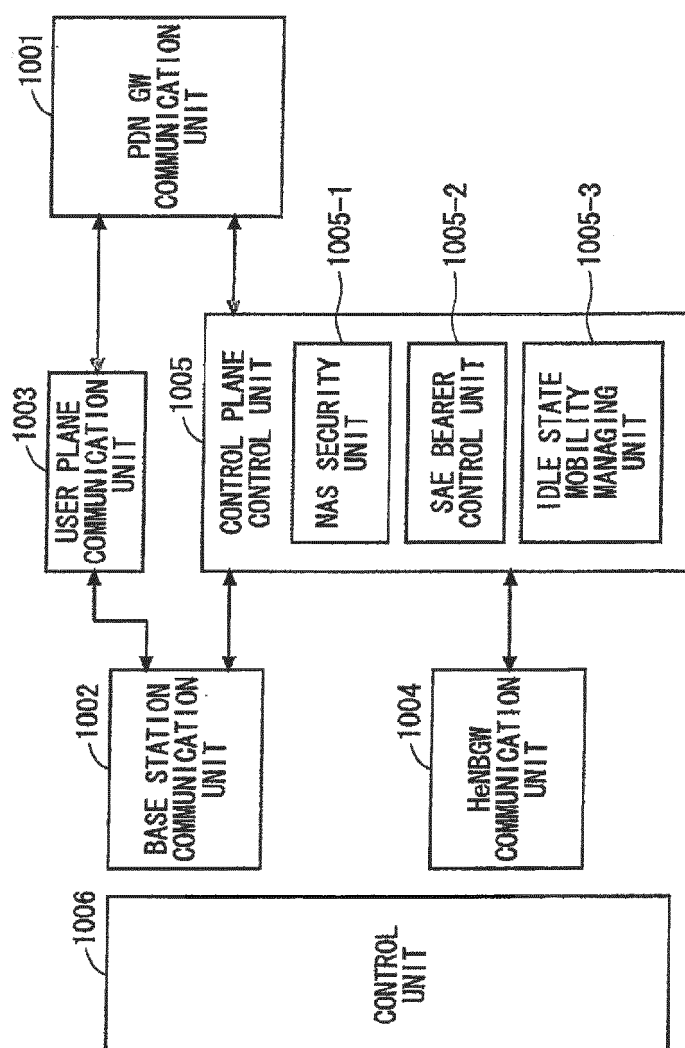 1006
CONTROL
UNIT
1002
BASE STATION
COMMUNICATION
UNIT
1004
HeNBGW
COMMUNICATION
UNIT
1003
USER PLANE
COMMUNICATION
UNIT
1005
CONTROL PLANE
CONTROL UNIT
NAS SECURITY
UNIT
1005-1
SAE BEARER
CONTROL UNIT
1005-2
IDLE STATE
MOBILITY
MANAGING
UNIT
1005-3
1001
PDN GW
COMMUNICATION
UNIT